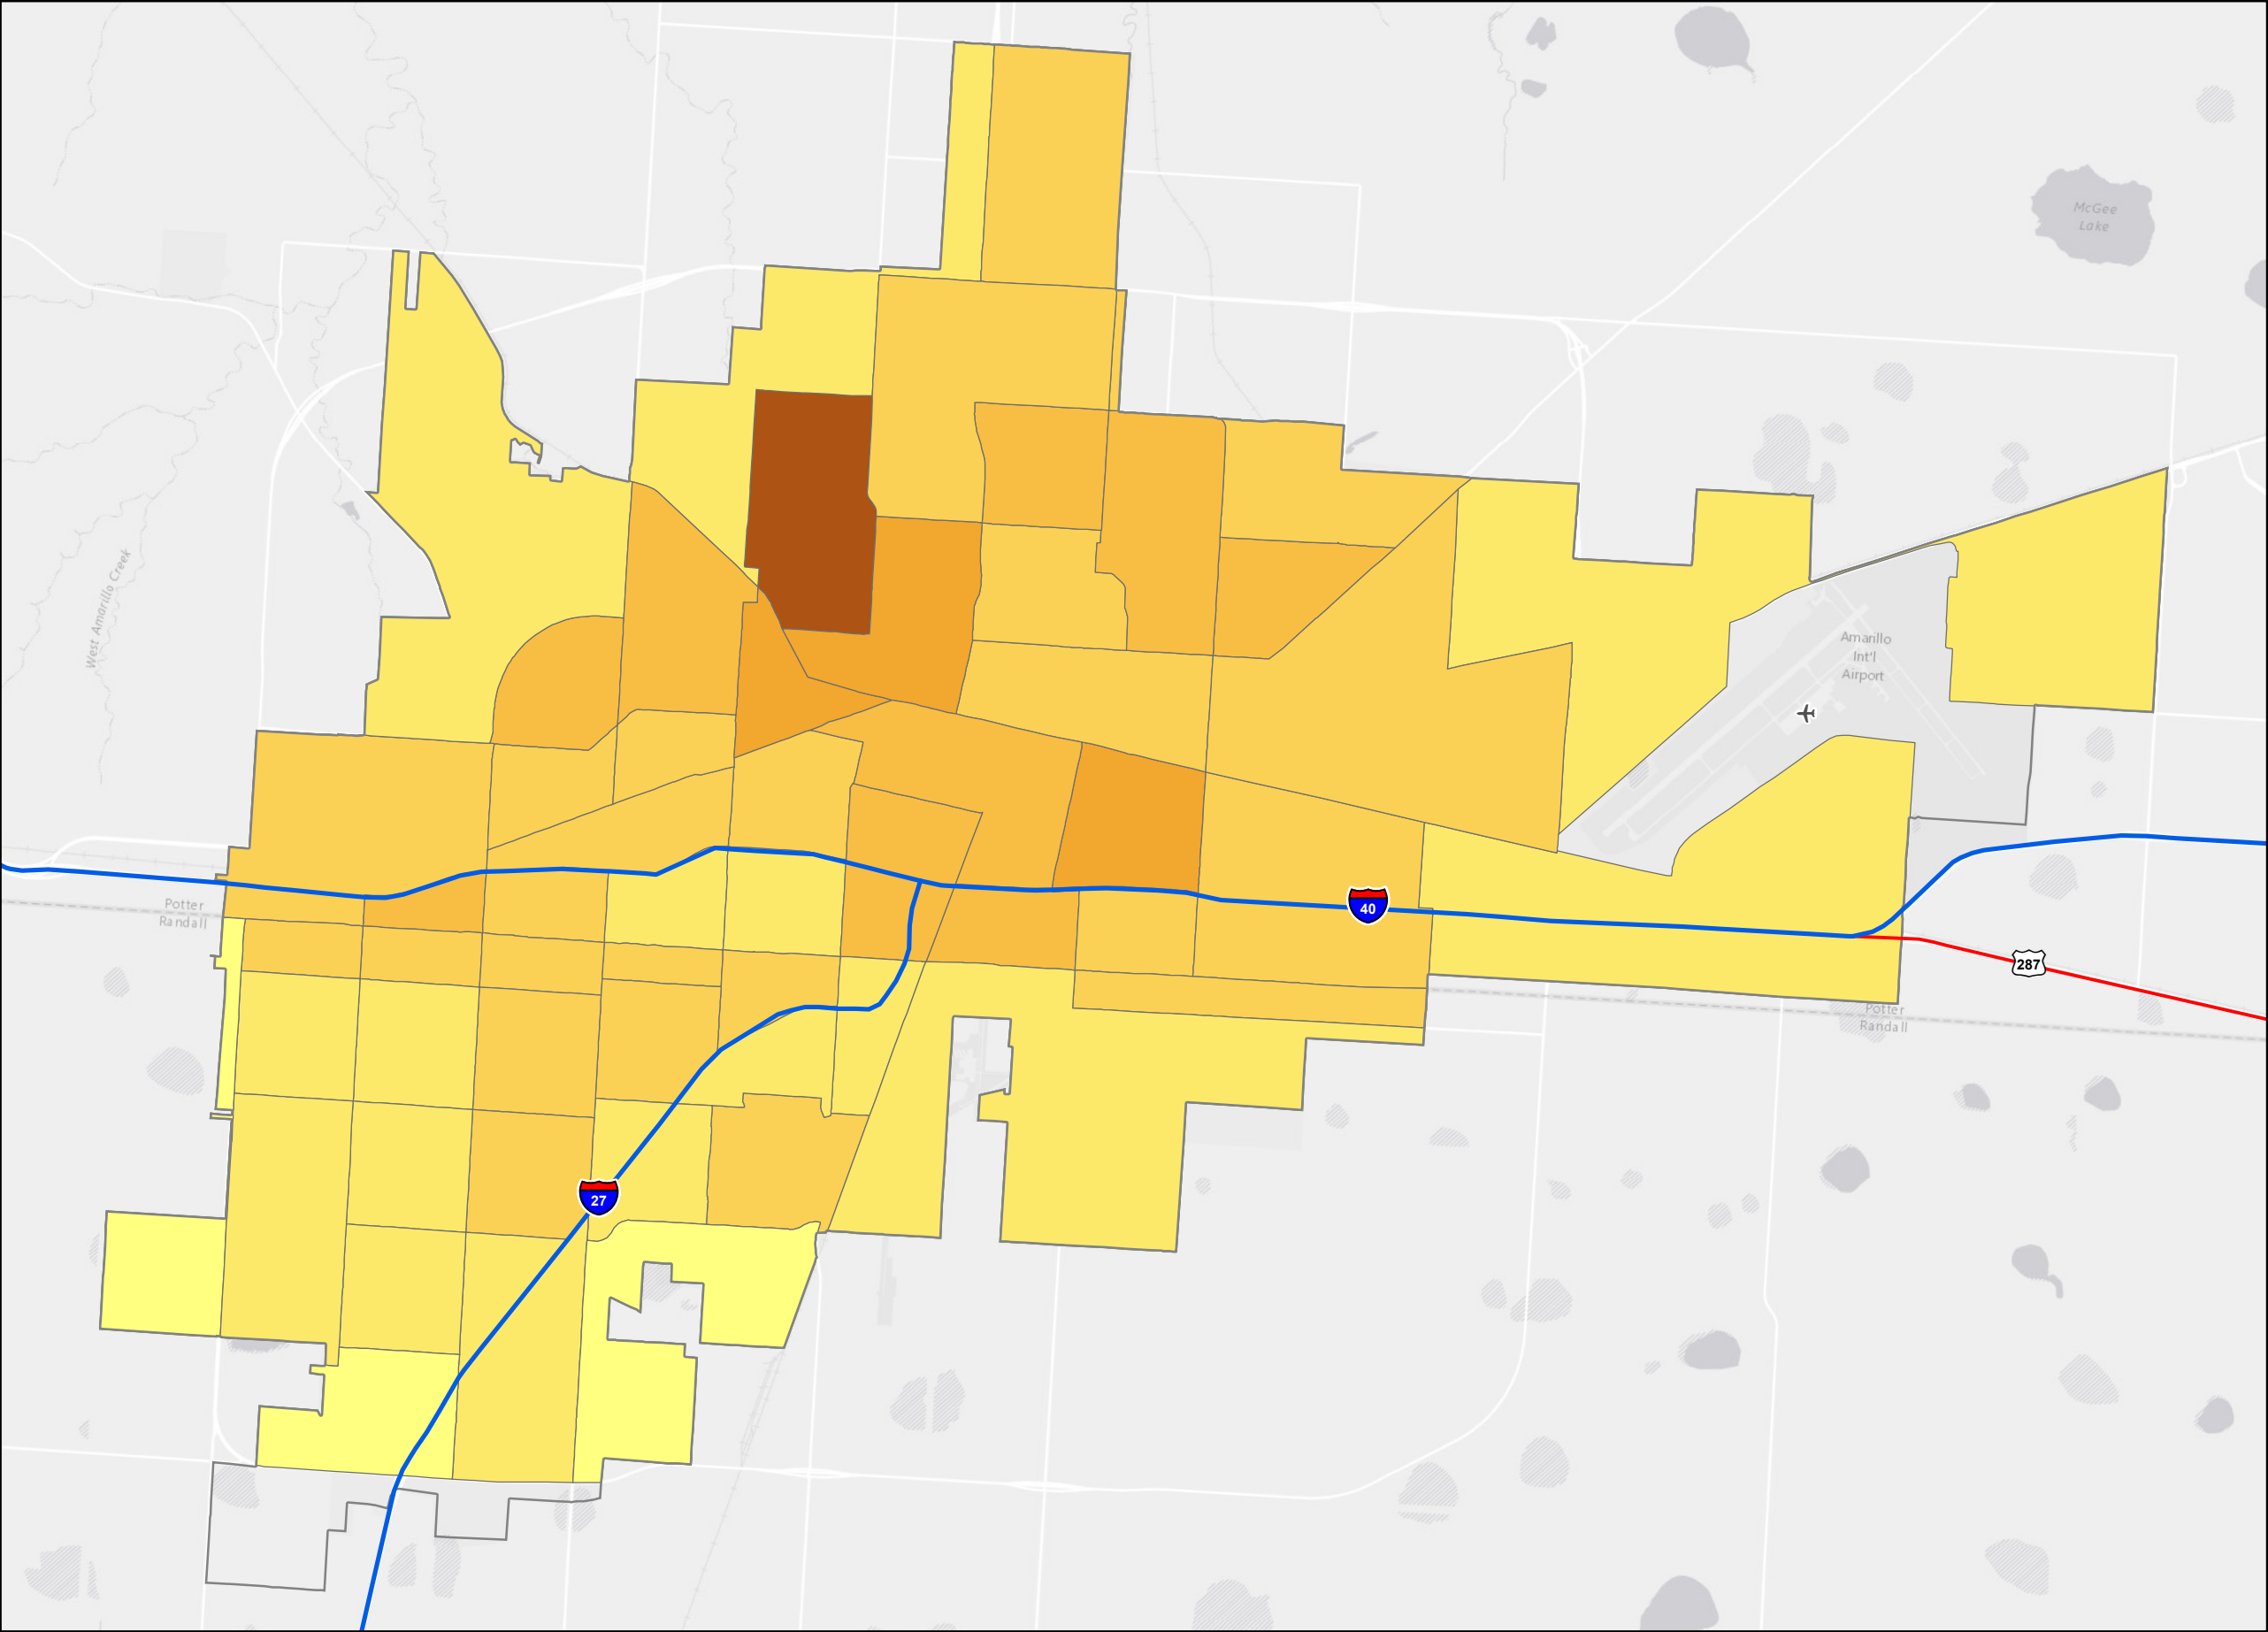 McGee
Lake
West Amarillo Creek
Amarillo
Int'l
Airport
Potter
Randall
40
287
Potter
Randall
27